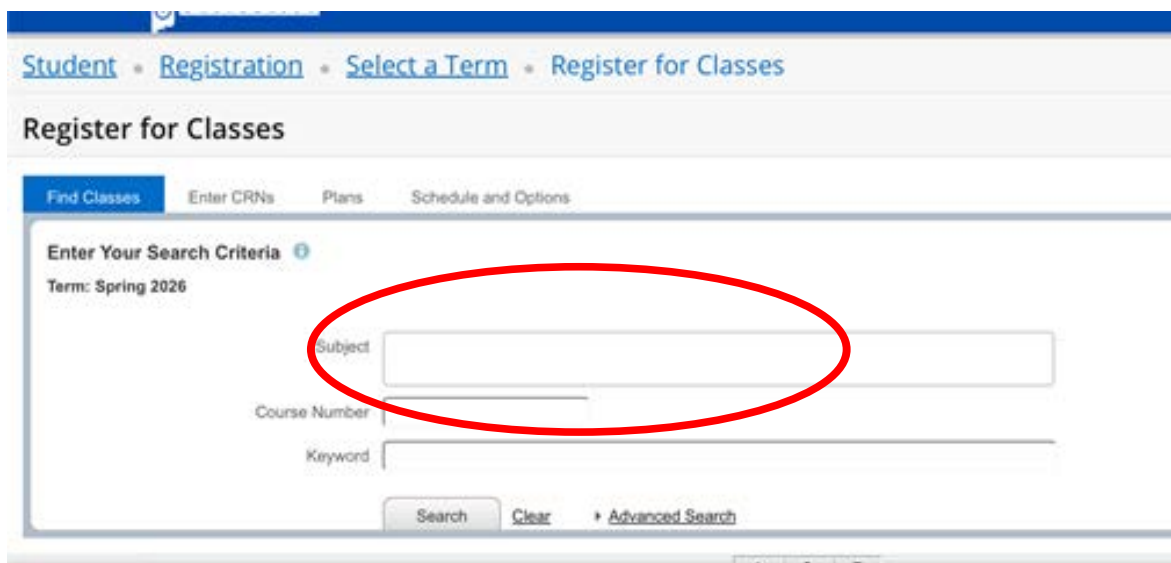 Student • Registration • Select a Term • Register for Classes
Register for Classes
Find Classes Enter CRNs Plans Schedule and Options
Enter Your Search Criteria
Term: Spring 2026
Subject
Course Number
Keyword
Search Clear Advanced Search